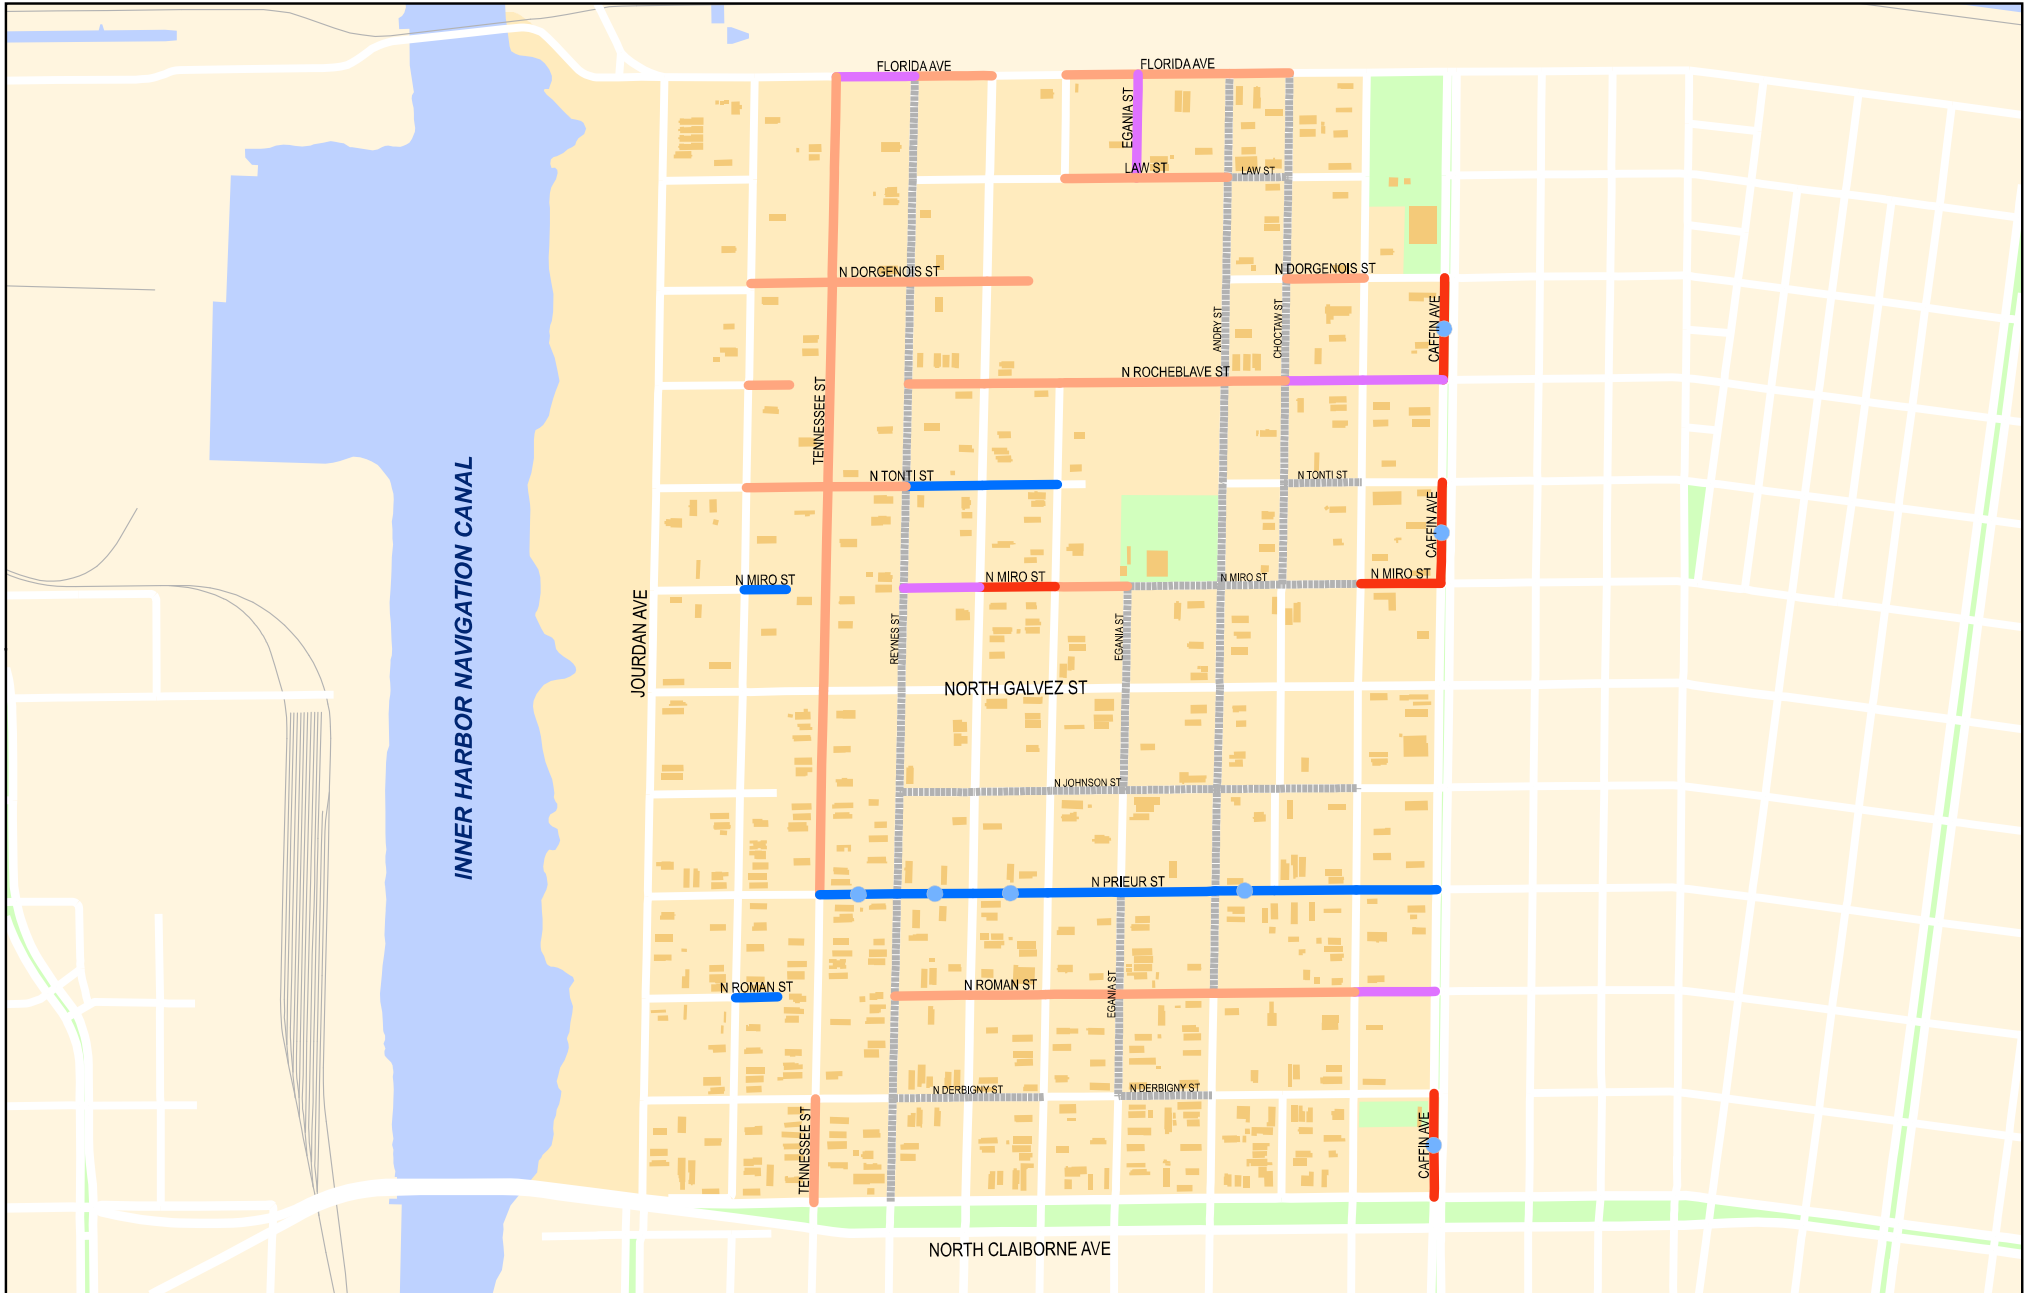 FLORIDA AVE
FLORIDA AVE
EGANIA ST
LAW ST
LAW ST
N DORGENOIS ST
N DORGENOIS ST
ANDRY ST
CHOCTAW ST
CAFFIN AVE
N ROCHEBLAVE ST
TENNESSEE ST
N TONTI ST
N TONTI ST
CAFFIN AVE
INNER HARBOR NAVIGATION CANAL
N MIRO ST
N MIRO ST
N MIRO ST
N MIRO ST
JOURDAN AVE
REYNES ST
EGANIA ST
NORTH GALVEZ ST
N JOHNSON ST
N PRIEUR ST
N ROMAN ST
N ROMAN ST
EGANIA ST
N DERBIGNY ST
N DERBIGNY ST
TENNESSEE ST
CAFFIN AVE
NORTH CLAIBORNE AVE